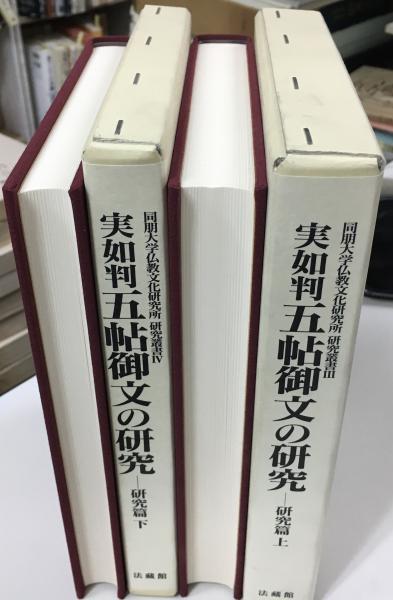 同朋大学仏教文化研究所 研究叢書III
実如判五帖御文の研究
─研究篇 上
法藏館
同朋大学仏教文化研究所 研究叢書IV
実如判五帖御文の研究
─研究篇 下
法藏館